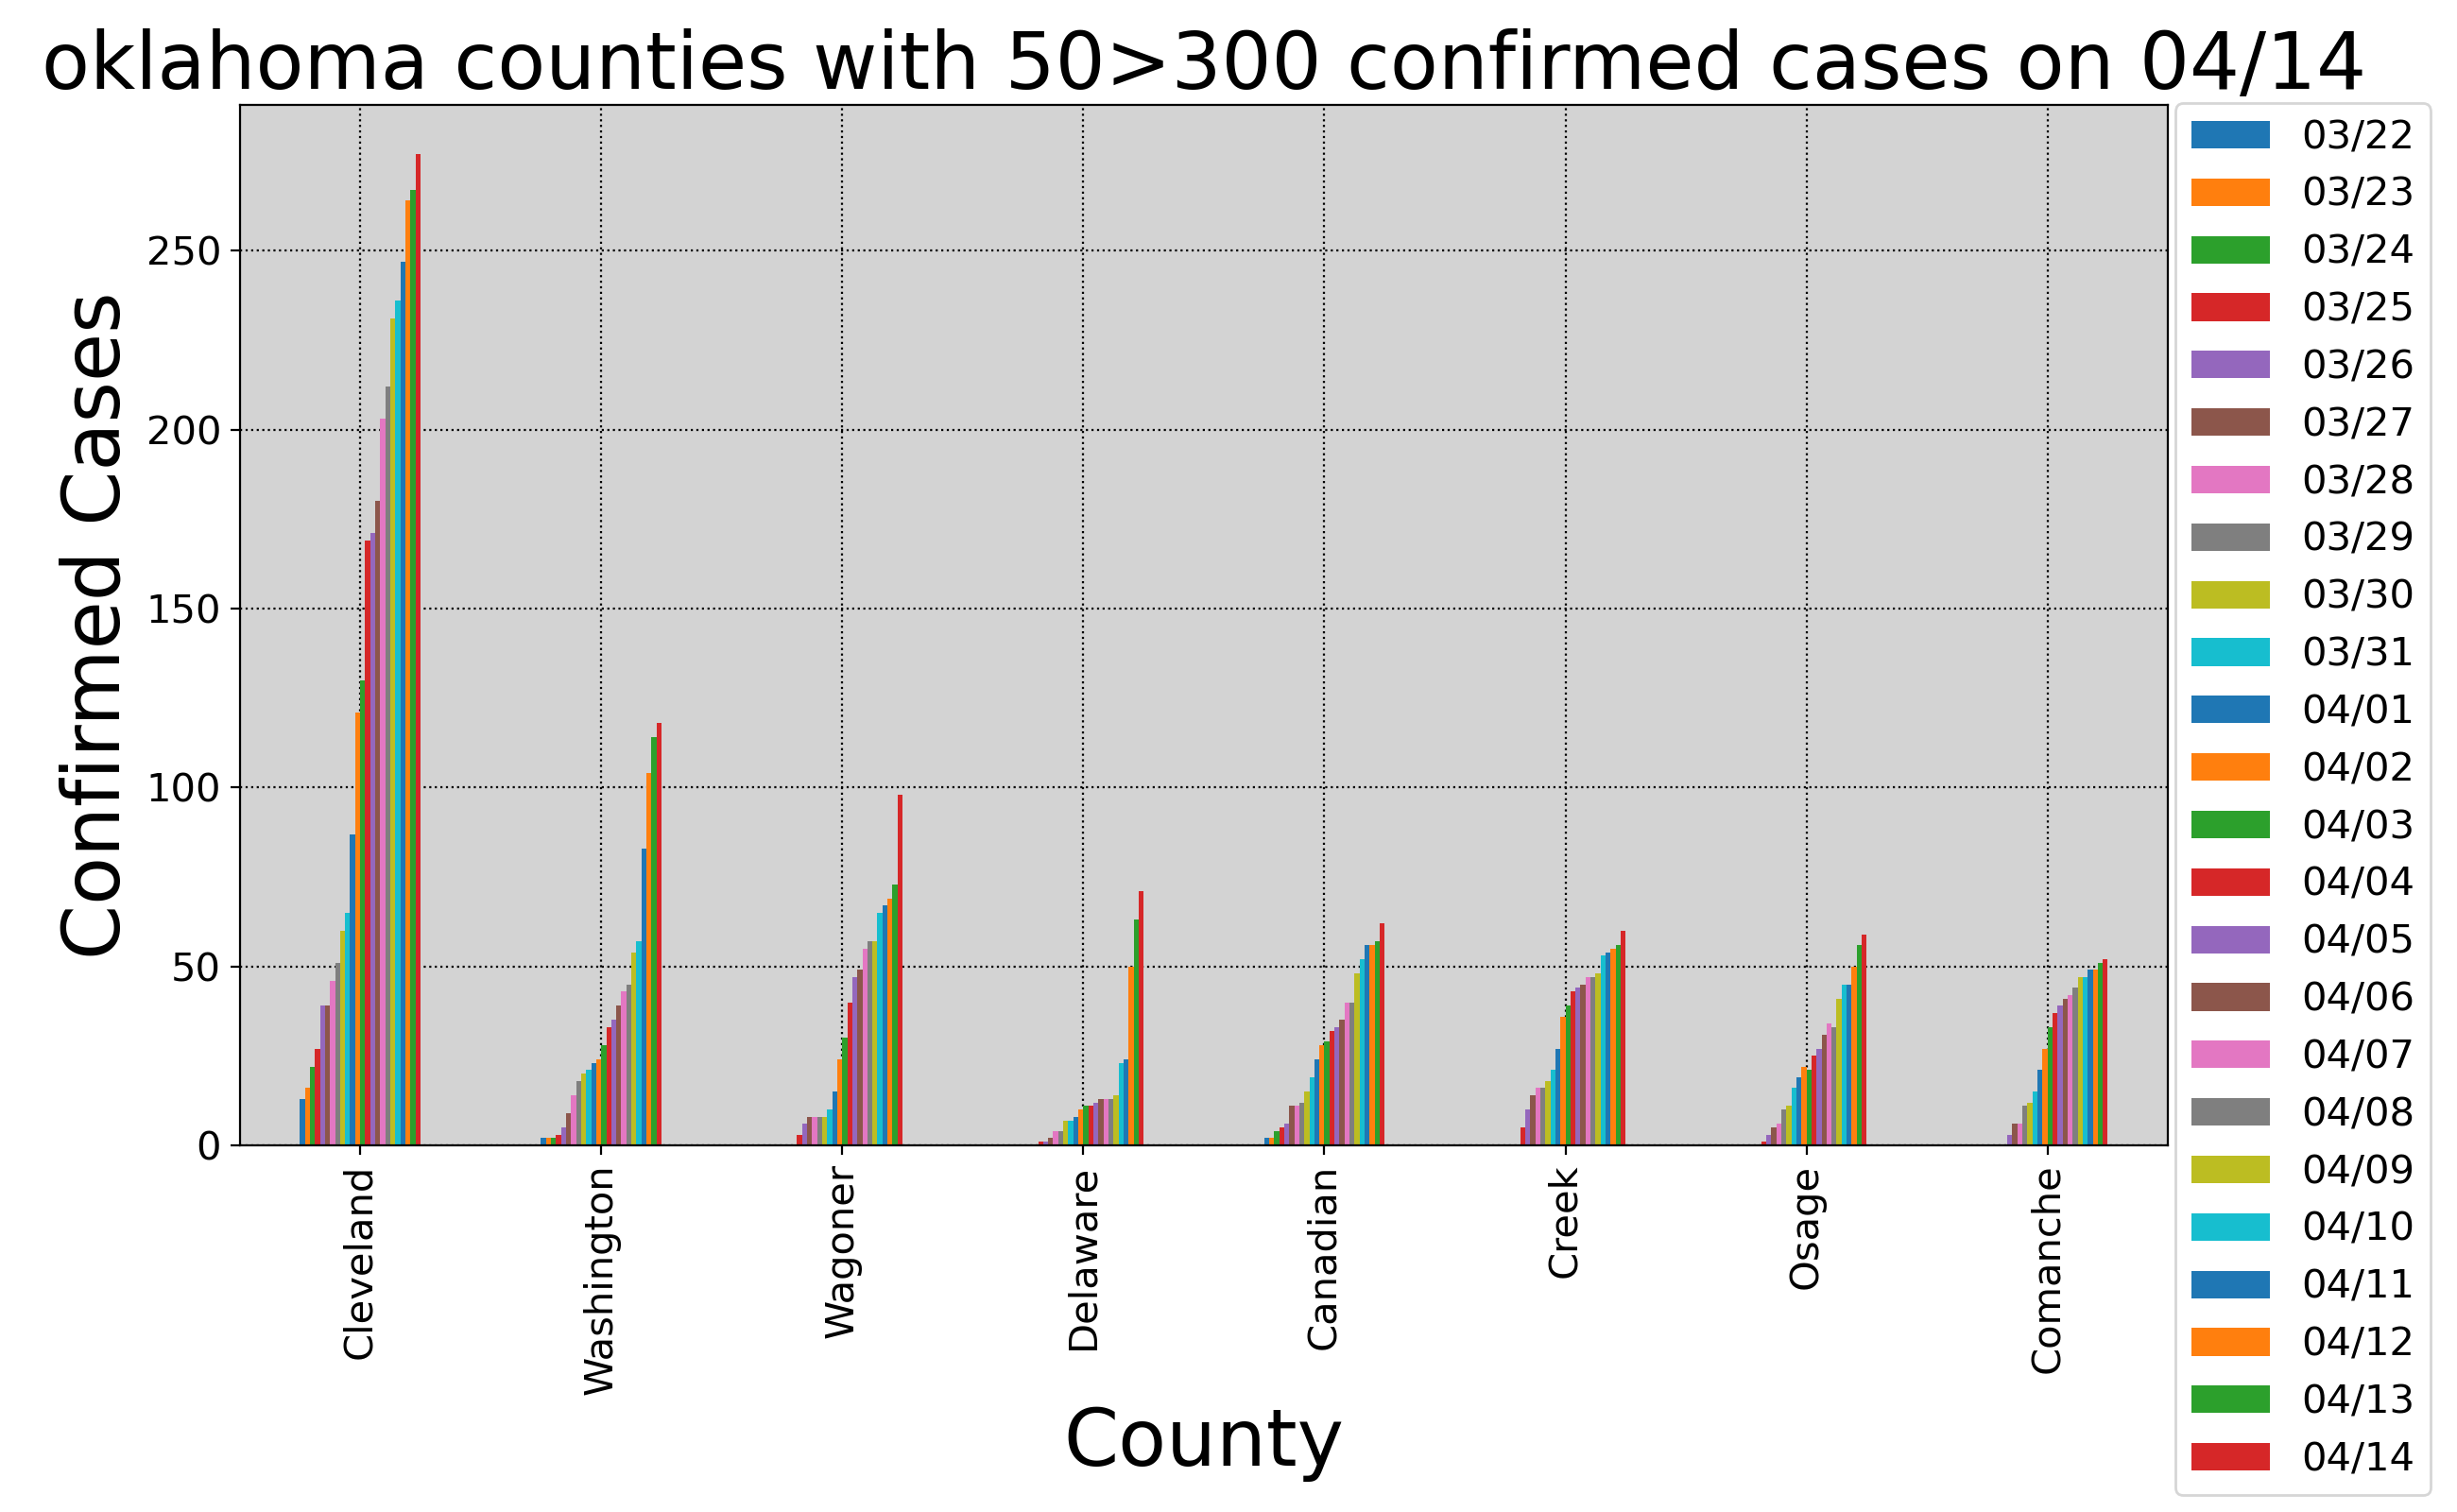 oklahoma counties with 50>300 confirmed cases on 04/14
Confirmed Cases
250
200
150
100
50
0
Cleveland
Washington
Wagoner
Delaware
Canadian
Creek
Osage
Comanche
County
03/22
03/23
03/24
03/25
03/26
03/27
03/28
03/29
03/30
03/31
04/01
04/02
04/03
04/04
04/05
04/06
04/07
04/08
04/09
04/10
04/11
04/12
04/13
04/14